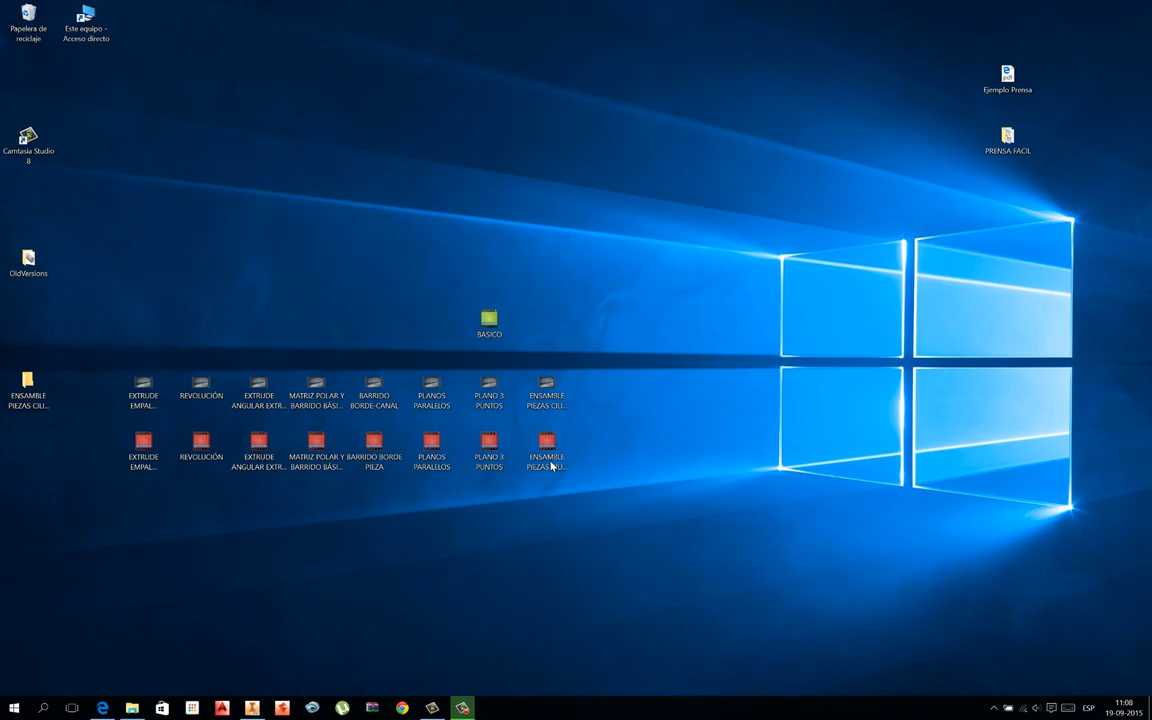 Papelera de
reciclaje
Este equipo -
Acceso directo
Ejemplo Prensa
Camtasia Studio
8
PRENSA FACIL
OldVersions
BASICO
ENSAMBLE
PIEZAS CILI...
EXTRUDE
EMPAL...
REVOLUCIÓN
EXTRUDE
ANGULAR EXTR...
MATRIZ POLAR Y
BARRIDO BÁSI...
BARRIDO
BORDE-CANAL
PLANOS
PARALELOS
PLANO 3
PUNTOS
ENSAMBLE
PIEZAS CILI...
EXTRUDE
EMPAL...
REVOLUCIÓN
EXTRUDE
ANGULAR EXTR...
MATRIZ POLAR Y
BARRIDO BÁSI...
BARRIDO BORDE
PIEZA
PLANOS
PARALELOS
PLANO 3
PUNTOS
ENSAMBLE
ESP
11:08
19-09-2015